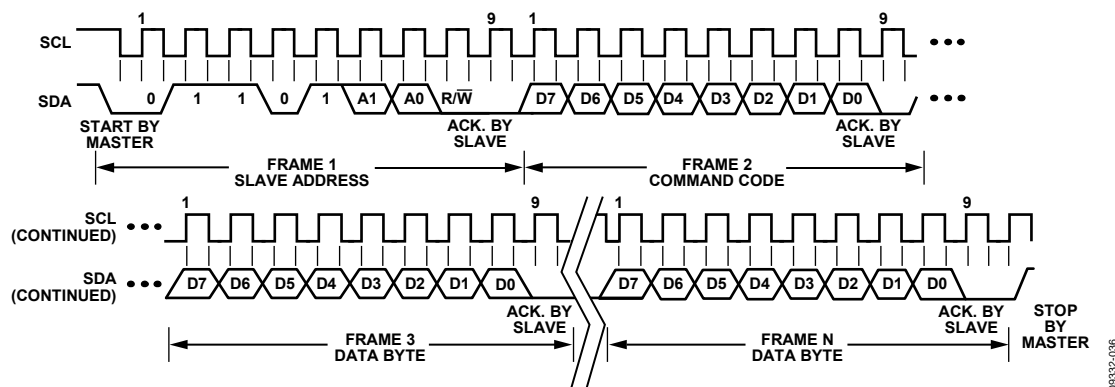 1 9 1 9
SCL
SDA 0 1 1 0 1 A1 A0 R/W̅ D7 D6 D5 D4 D3 D2 D1 D0
START BY MASTER
ACK. BY SLAVE
ACK. BY SLAVE
FRAME 1
SLAVE ADDRESS
FRAME 2
COMMAND CODE
1 9 1 9
SCL
(CONTINUED)
SDA
(CONTINUED)
D7 D6 D5 D4 D3 D2 D1 D0 D7 D6 D5 D4 D3 D2 D1 D0
ACK. BY
SLAVE
ACK. BY
SLAVE
STOP
BY
MASTER
FRAME 3
DATA BYTE
FRAME N
DATA BYTE
09332-036